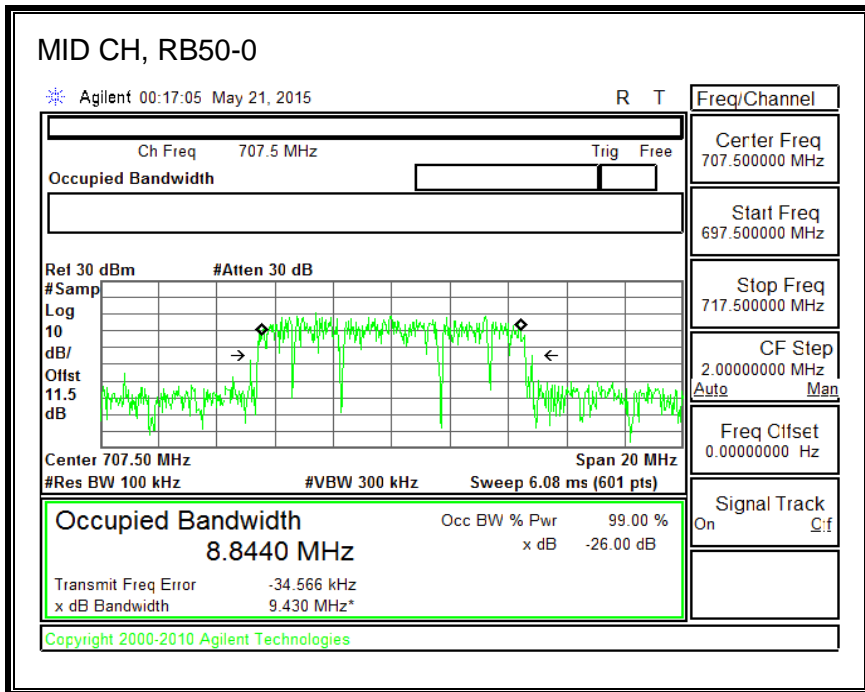 MID CH, RB50-0
Agilent 00:17:05 May 21, 2015 R T
Freq/Channel
Ch Freq 707.5 MHz Trig Free
Occupied Bandwidth
Center Freq
707.500000 MHz
Start Freq
697.500000 MHz
Stop Freq
717.500000 MHz
CF Step
2.00000000 MHz
Auto Man
Freq Offset
0.00000000 Hz
Signal Track
On Off
Ref 30 dBm #Atten 30 dB
#Samp
Log
10
dB/
Offst
11.5
dB
Center 707.50 MHz Span 20 MHz
#Res BW 100 kHz #VBW 300 kHz Sweep 6.08 ms (601 pts)
Occupied Bandwidth Occ BW % Pwr 99.00 %
8.8440 MHz x dB -26.00 dB
Transmit Freq Error -34.566 kHz
x dB Bandwidth 9.430 MHz*
Copyright 2000-2010 Agilent Technologies